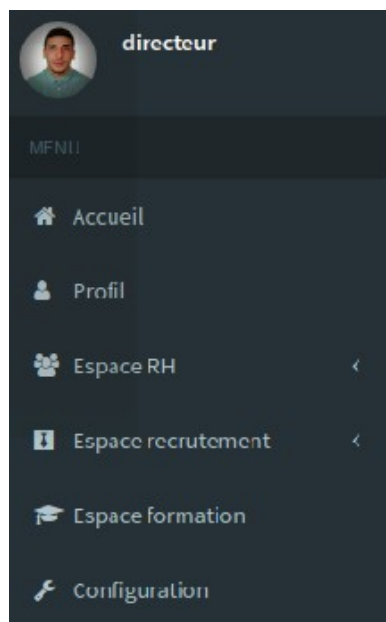 directeur
MENU
Accueil
Profil
Espace RH
Espace recrutement
Espace formation
Configuration